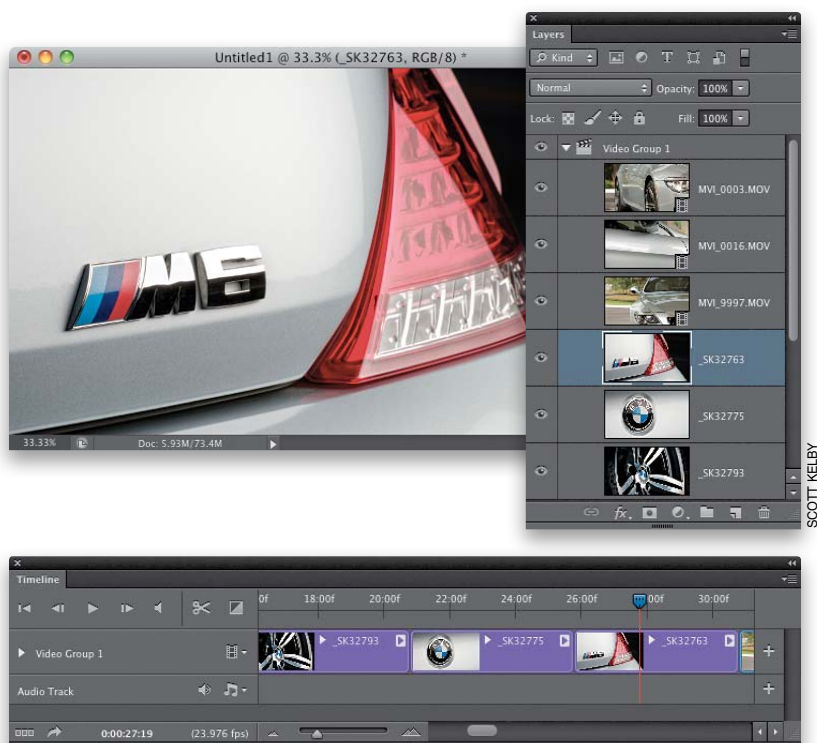 Untitled1 @ 33.3% (_SK32763, RGB/8) *
M6
33.33%
Doc: 5.93M/73.4M
Layers
Kind
T
Normal
Opacity: 100%
Lock:
Fill: 100%
Video Group 1
MVI_0003.MOV
MVI_0016.MOV
MVI_9997.MOV
_SK32763
_SK32775
_SK32793
fx
SCOTT KELBY
Timeline
0f 18:00f 20:00f 22:00f 24:00f 26:00f 00f 30:00f
Video Group 1
_SK32793 _SK32775 _SK32763
Audio Track
0:00:27:19 (23.976 fps)